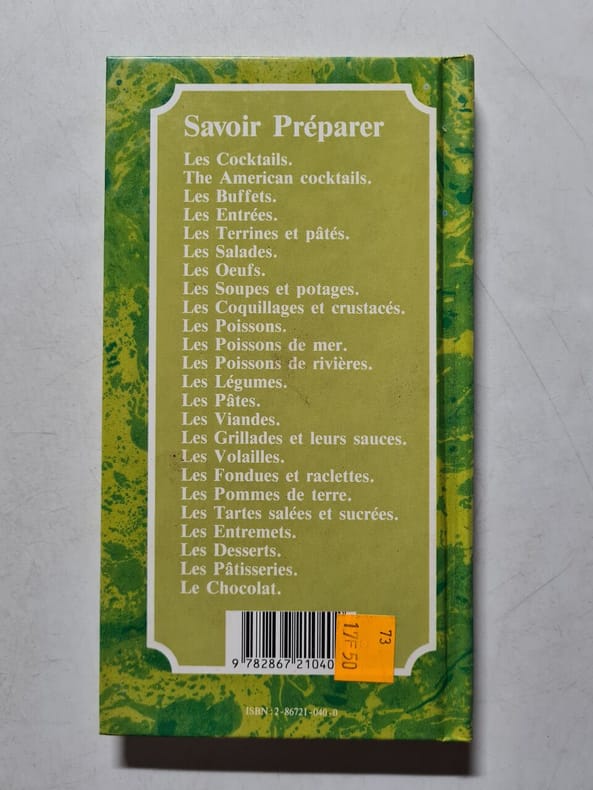 Savoir Préparer
Les Cocktails.
The American cocktails.
Les Buffets.
Les Entrées.
Les Terrines et pâtés.
Les Salades.
Les Oeufs.
Les Soupes et potages.
Les Coquillages et crustacés.
Les Poissons.
Les Poissons de mer.
Les Poissons de rivières.
Les Légumes.
Les Pâtes.
Les Viandes.
Les Grillades et leurs sauces.
Les Volailles.
Les Fondues et raclettes.
Les Pommes de terre.
Les Tartes salées et sucrées.
Les Entremets.
Les Desserts.
Les Pâtisseries.
Le Chocolat.
73
17F50
9 782867 21040
ISBN : 2-86721-040-0